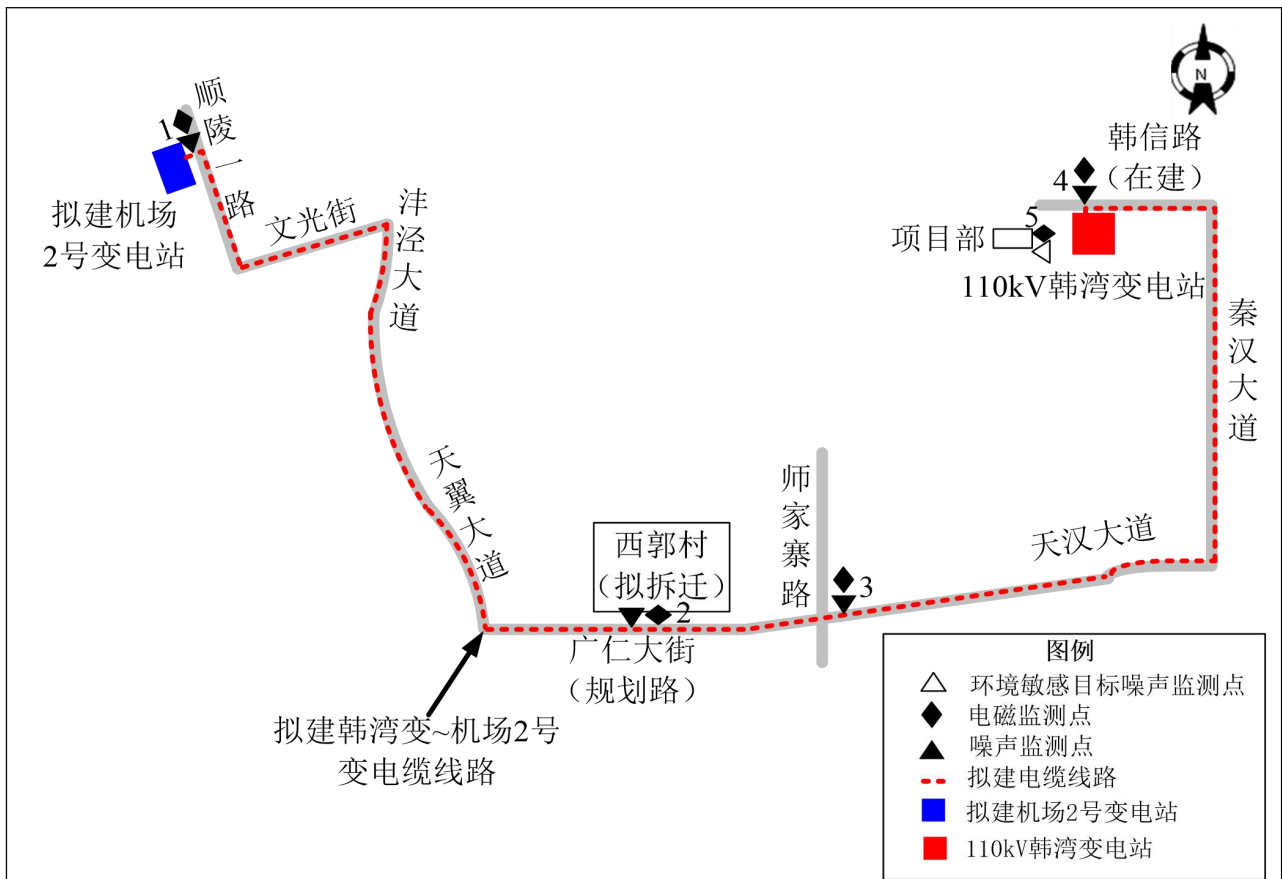 N
顺陵一路
1
拟建机场
2号变电站
文光街
沣泾大道
韩信路
（在建）
4
5
项目部
110kV韩湾变电站
秦汉大道
天翼大道
师家寨路
天汉大道
西郭村
（拟拆迁）
2
3
广仁大街
（规划路）
拟建韩湾变~机场2号
变电缆线路
图例
环境敏感目标噪声监测点
电磁监测点
噪声监测点
拟建电缆线路
拟建机场2号变电站
110kV韩湾变电站